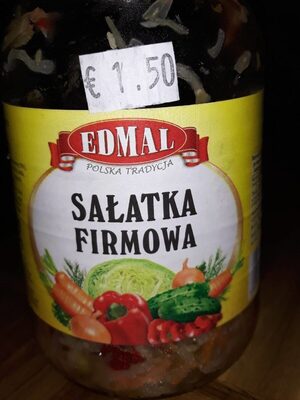 € 1.50
EDMAL
POLSKA TRADYCJA
SAŁATKA
FIRMOWA